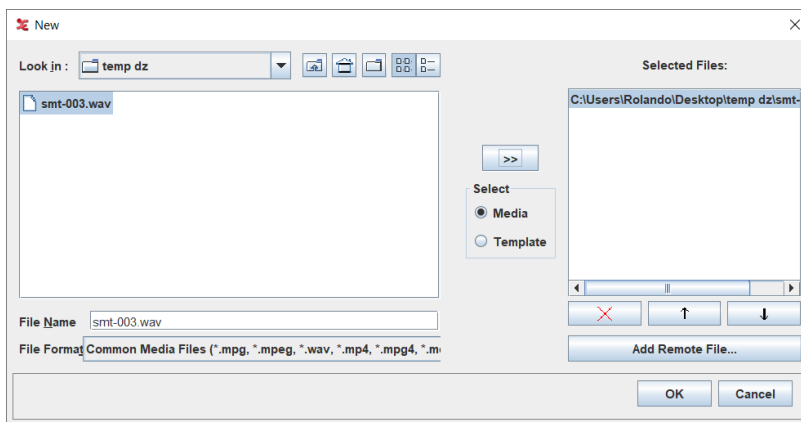 New
Look in : temp dz
Selected Files:
smt-003.wav
C:\Users\Rolando\Desktop\temp dz\smt-
>>
Select
Media
Template
File Name smt-003.wav
File Format Common Media Files (*.mpg, *.mpeg, *.wav, *.mp4, *.mpg4, *.m
Add Remote File...
OK Cancel